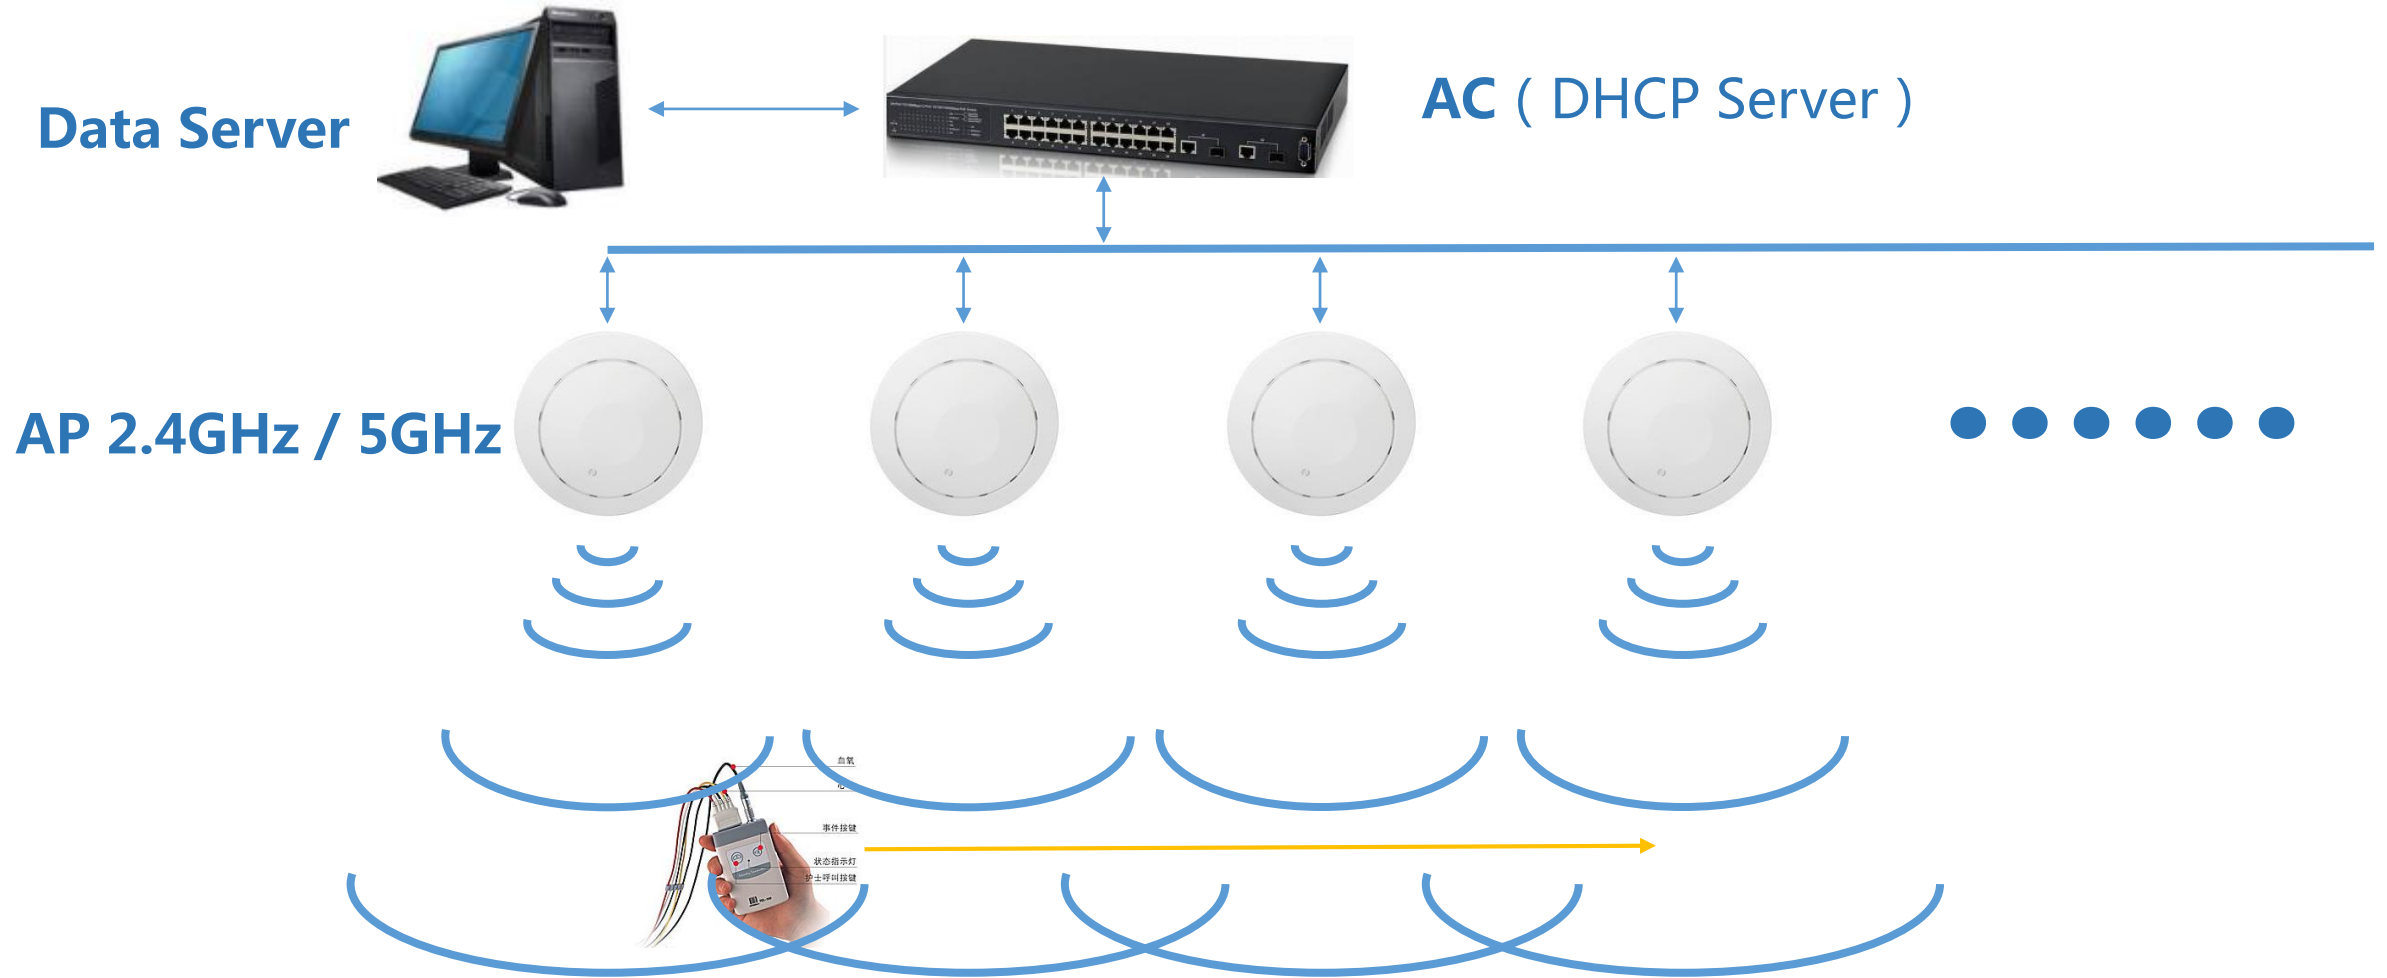 Data Server
AC ( DHCP Server )
AP 2.4GHz / 5GHz
血氧
事件按键
状态指示灯
护士呼叫按键